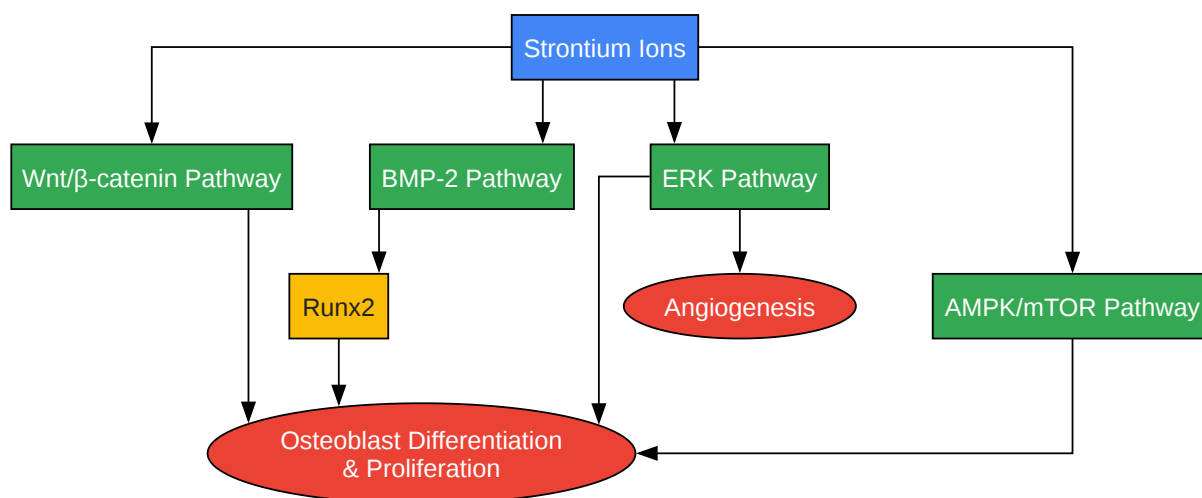 Strontium Ions
Wnt/β-catenin Pathway
BMP-2 Pathway
ERK Pathway
Runx2
Angiogenesis
AMPK/mTOR Pathway
Osteoblast Differentiation
& Proliferation